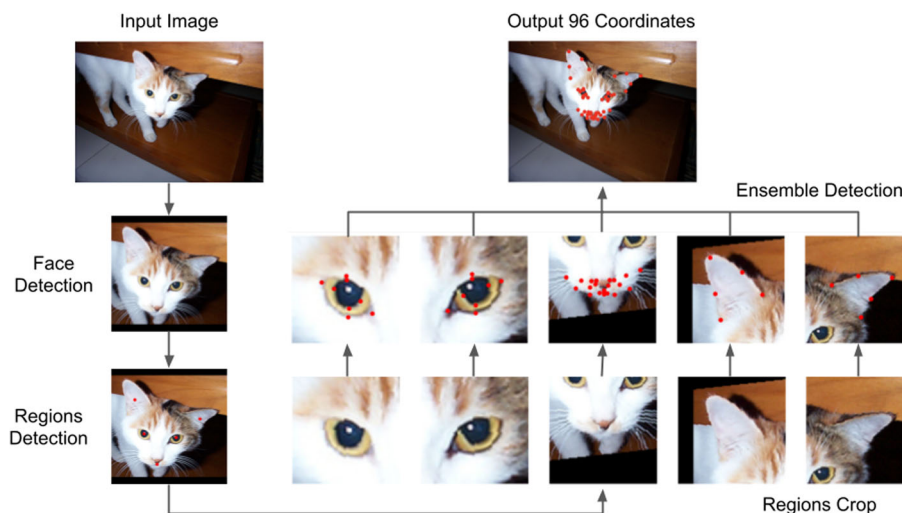 Input Image
Output 96 Coordinates
Ensemble Detection
Face
Detection
Regions
Detection
Regions Crop